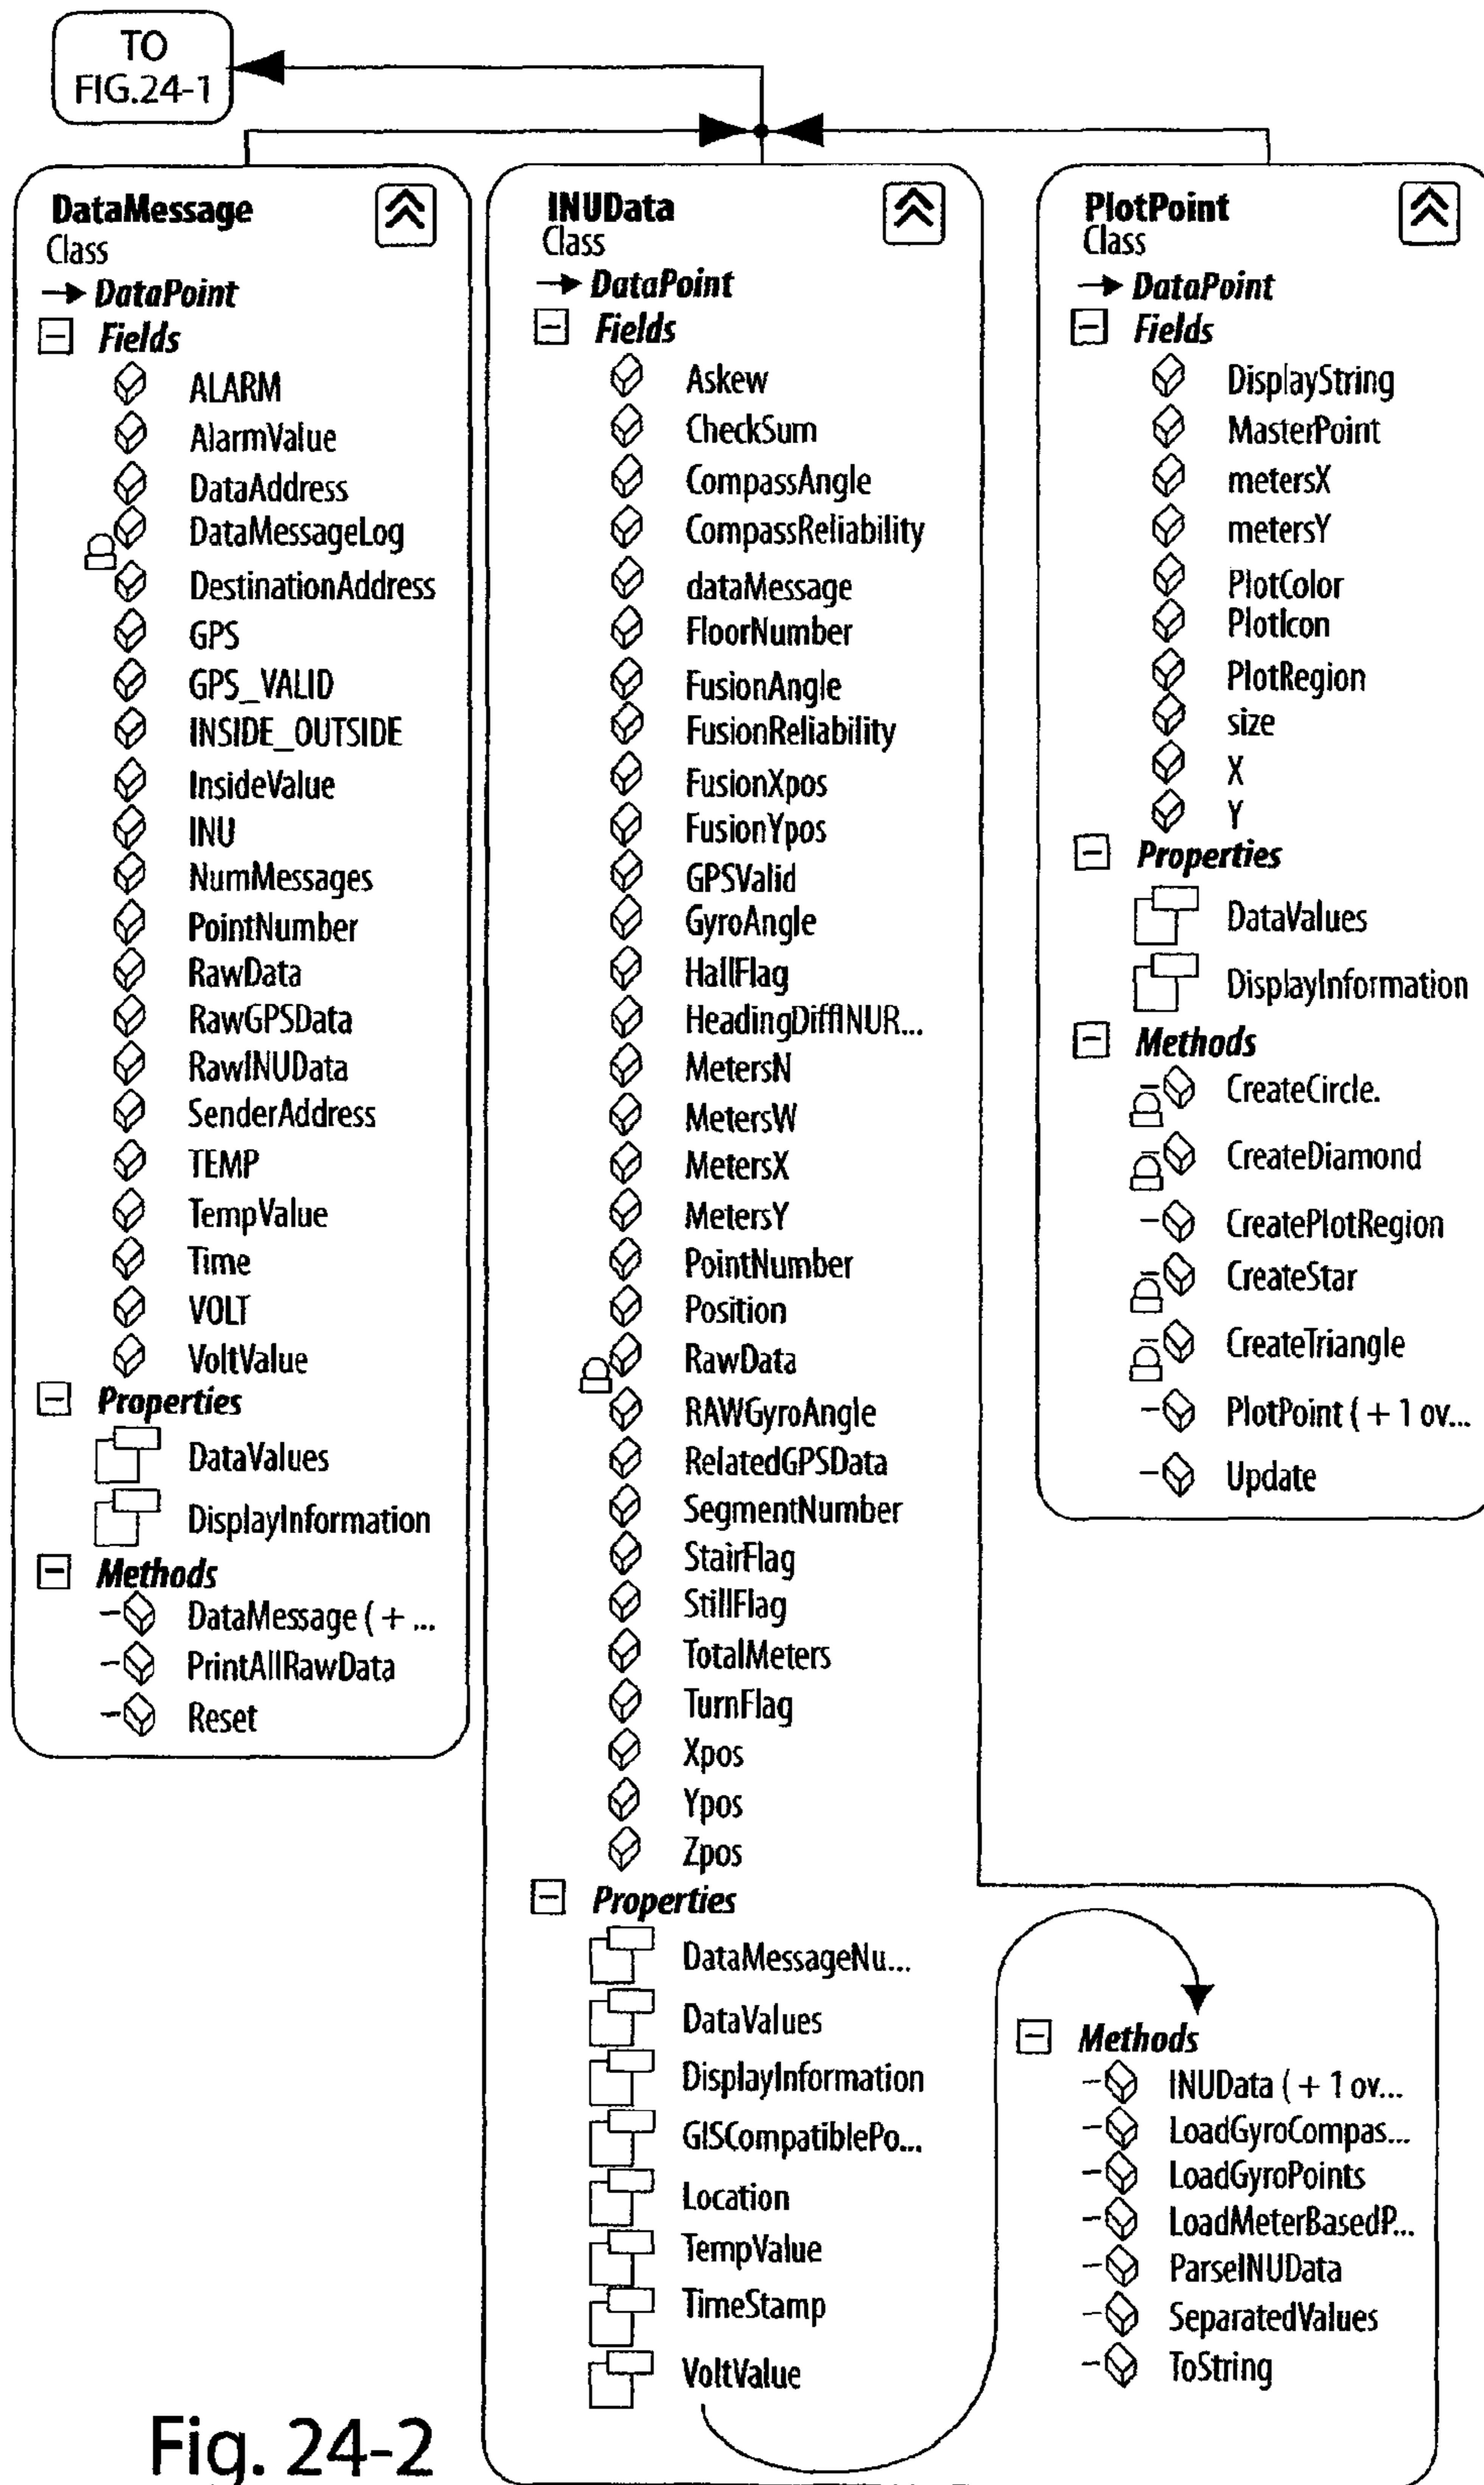 TO
FIG.24-1
DataMessage
Class
DataPoint
Fields
ALARM
AlarmValue
DataAddress
DataMessageLog
DestinationAddress
GPS
GPS_VALID
INSIDE_OUTSIDE
InsideValue
INU
NumMessages
PointNumber
RawData
RawGPSData
RawINUData
SenderAddress
TEMP
TempValue
Time
VOLT
VoltValue
Properties
DataValues
DisplayInformation
Methods
DataMessage ( + ...
PrintAllRawData
Reset
INUData
Class
DataPoint
Fields
Askew
CheckSum
CompassAngle
CompassReliability
dataMessage
FloorNumber
FusionAngle
FusionReliability
FusionXpos
FusionYpos
GPSValid
GyroAngle
HallFlag
HeadingDiffINUR...
MetersN
MetersW
MetersX
MetersY
PointNumber
Position
RawData
RAWGyroAngle
RelatedGPSData
SegmentNumber
StairFlag
StillFlag
TotalMeters
TurnFlag
Xpos
Ypos
Zpos
Properties
DataMessageNu...
DataValues
DisplayInformation
GISCompatiblePo...
Location
TempValue
TimeStamp
VoltValue
Methods
INUData ( + 1 ov...
LoadGyroCompas...
LoadGyroPoints
LoadMeterBasedP...
ParseINUData
SeparatedValues
ToString
PlotPoint
Class
DataPoint
Fields
DisplayString
MasterPoint
metersX
metersY
PlotColor
PlotIcon
PlotRegion
size
X
Y
Properties
DataValues
DisplayInformation
Methods
CreateCircle.
CreateDiamond
CreatePlotRegion
CreateStar
CreateTriangle
PlotPoint ( + 1 ov...
Update
Fig. 24-2